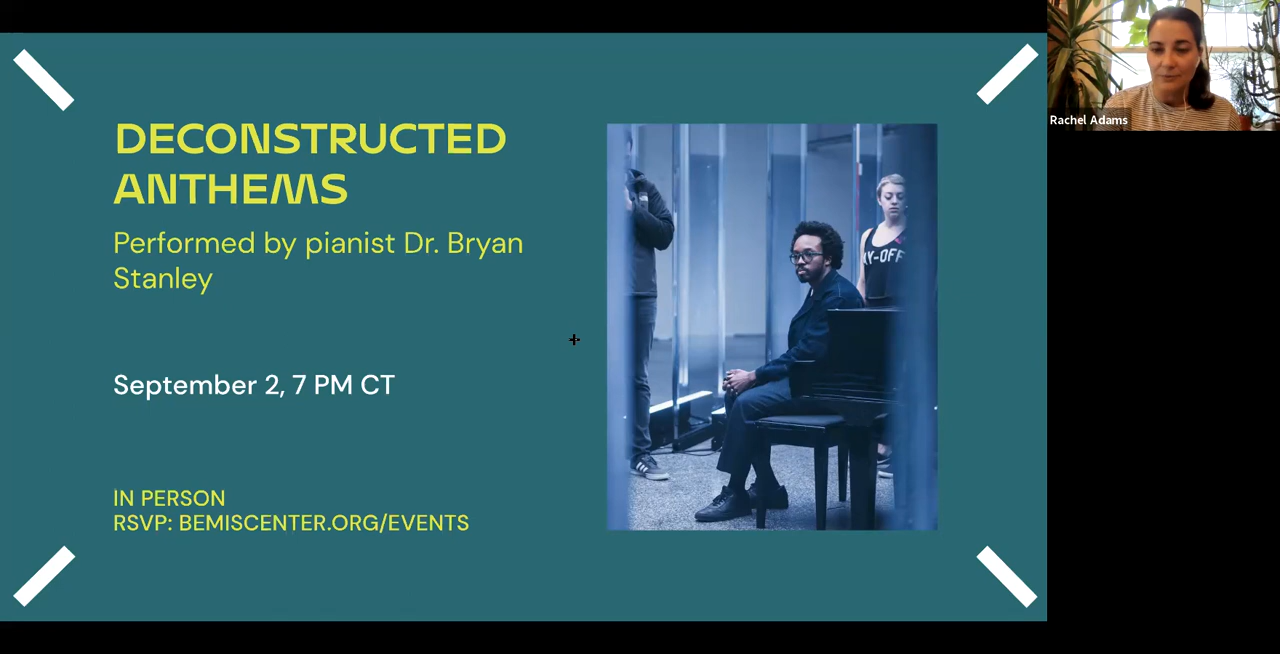 DECONSTRUCTED
ANTHEMS
Performed by pianist Dr. Bryan
Stanley
September 2, 7 PM CT
IN PERSON
RSVP: BEMISCENTER.ORG/EVENTS
Y-OFF
Rachel Adams